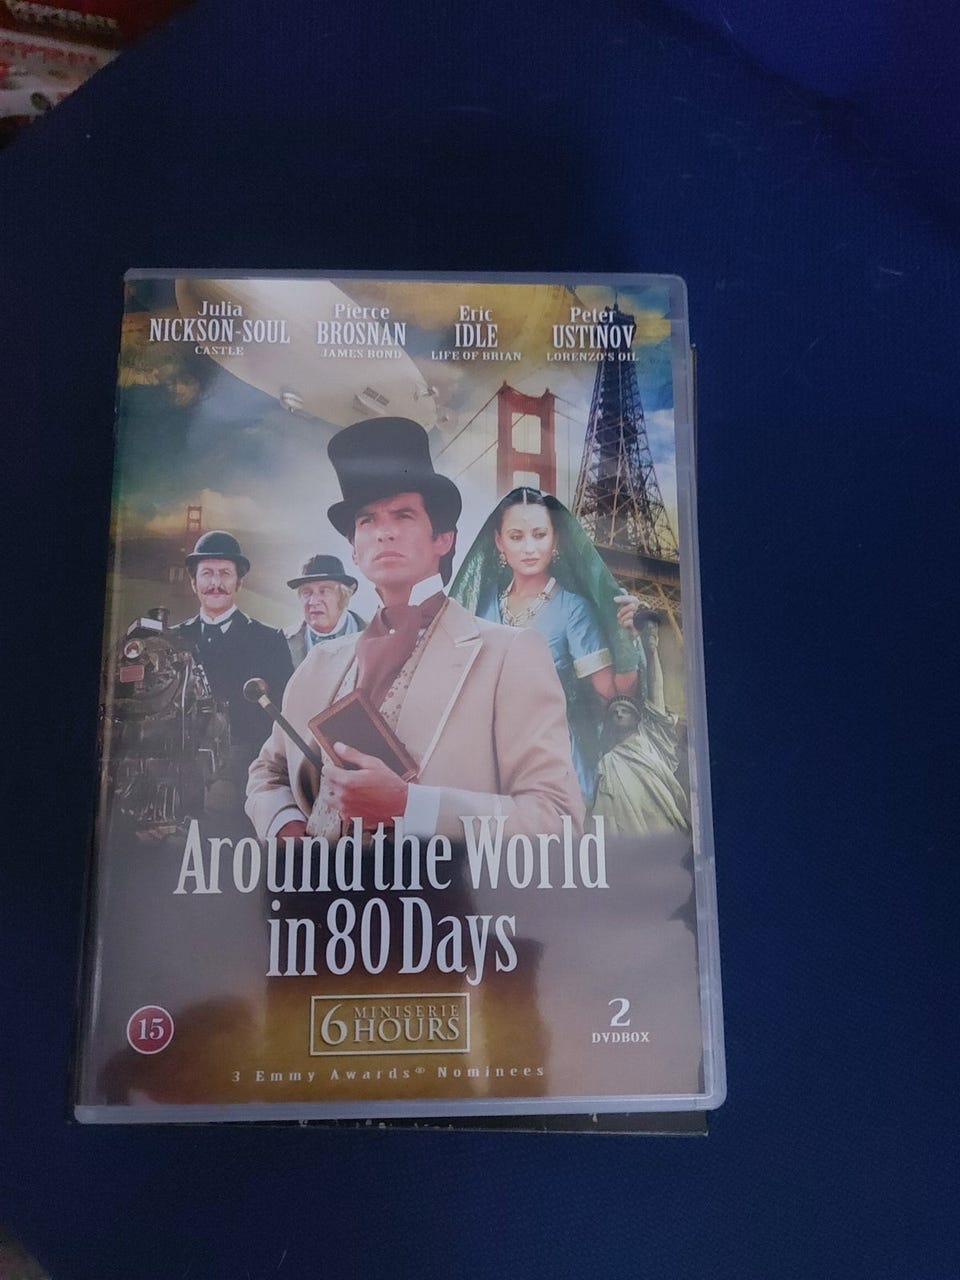 Julia
NICKSON-SOUL
CASTLE
Pierce
BROSNAN
JAMES BOND
Eric
IDLE
LIFE OF BRIAN
Peter
USTINOV
LORENZO'S OIL
Around the World
in 80 Days
15
6 MINISERIE
HOURS
2
DVDBOX
3 Emmy Awards® Nominees